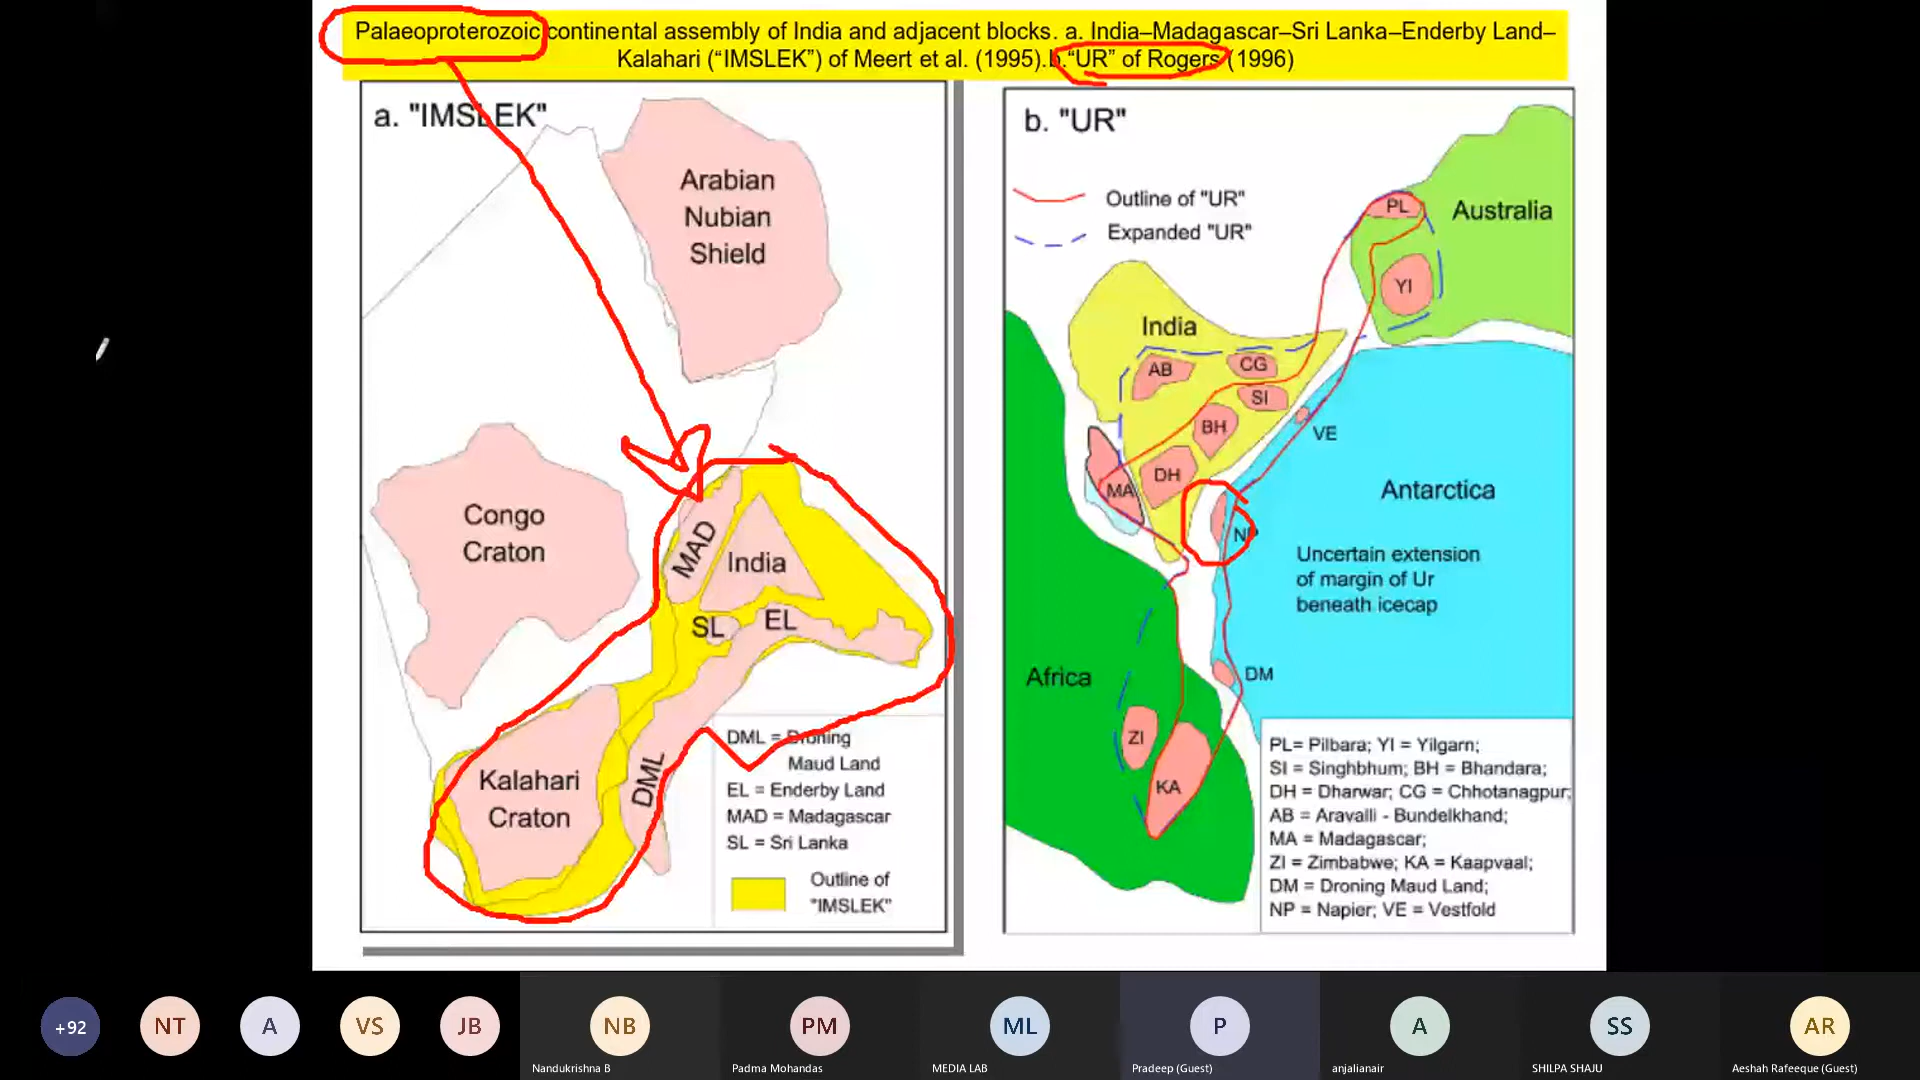 Palaeoproterozoic continental assembly of India and adjacent blocks. a. India–Madagascar–Sri Lanka–Enderby Land–
Kalahari (“IMSLEK”) of Meert et al. (1995).b.“UR” of Rogers (1996)
a. "IMSLEK"
Arabian
Nubian
Shield
Congo
Craton
MAD
India
SL
EL
Kalahari
Craton
DML
DML = Droning
Maud Land
EL = Enderby Land
MAD = Madagascar
SL = Sri Lanka
Outline of
"IMSLEK"
b. "UR"
Outline of "UR"
Expanded "UR"
PL
Australia
YI
India
AB
CG
SI
BH
VE
DH
MA
Antarctica
NP
Uncertain extension
of margin of Ur
beneath icecap
Africa
DM
ZI
KA
PL= Pilbara; YI = Yilgarn;
SI = Singhbhum; BH = Bhandara;
DH = Dharwar; CG = Chhotanagpur;
AB = Aravalli - Bundelkhand;
MA = Madagascar;
ZI = Zimbabwe; KA = Kaapvaal;
DM = Droning Maud Land;
NP = Napier; VE = Vestfold
+92
NT
A
VS
JB
NB
PM
ML
P
A
SS
AR
Nandukrishna B
Padma Mohandas
MEDIA LAB
Pradeep (Guest)
anjalianair
SHILPA SHAJU
Aeshah Rafeeque (Guest)